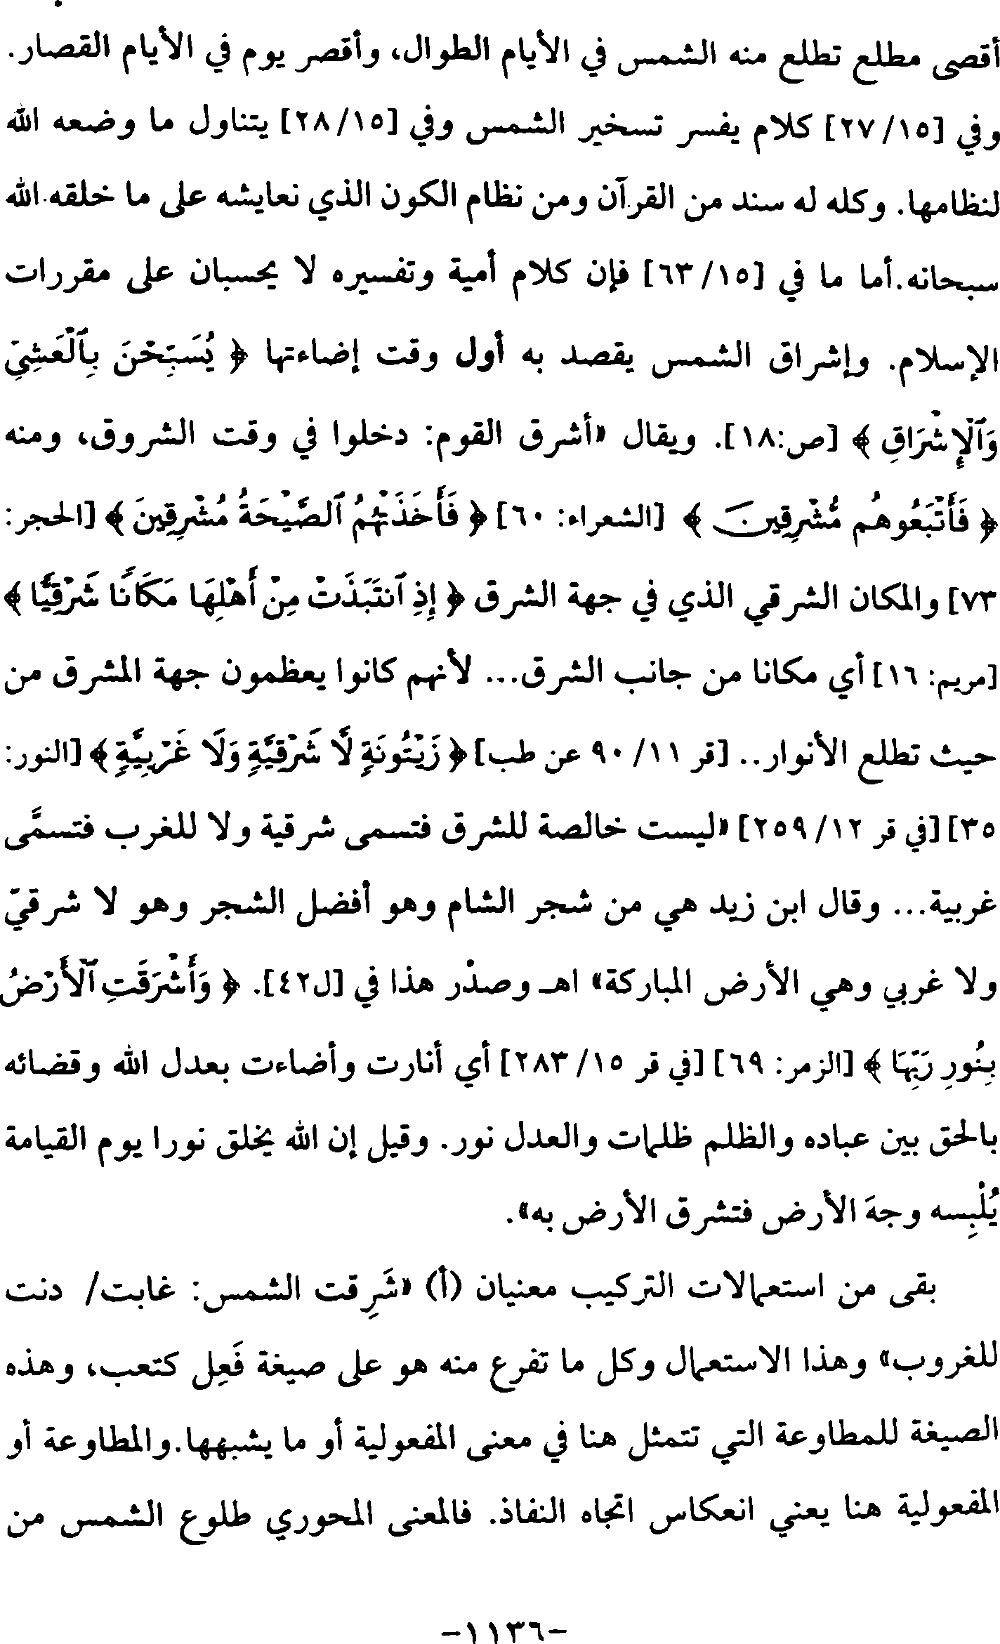 أقصى مطلع تطلع منه الشمس في الأيام الطوال، وأقصر يوم في الأيام القصار.
وفي [٢٧/١٥] كلام يفسر تسخير الشمس وفي [٢٨/١٥] يتناول ما وضعه الله
لنظامها. وكله له سند من القرآن ومن نظام الكون الذي نعايشه على ما خلقه الله
سبحانه. أما ما في [٦٣/١٥] فإن كلام أمية وتفسيره لا يحسبان على مقررات
الإسلام. وإشراق الشمس يقصد به أول وقت إضاءتها ﴿ يُسَبِّحْنَ بِٱلْعَشِيِّ
وَٱلْإِشْرَاقِ ﴾ [ص:١٨]. ويقال «أشرق القوم: دخلوا في وقت الشروق، ومنه
﴿ فَأَتْبَعُوهُم مُّشْرِقِينَ ﴾ [الشعراء: ٦٠] ﴿ فَأَخَذَتْهُمُ ٱلصَّيْحَةُ مُشْرِقِينَ ﴾ [الحجر:
٧٣] والمكان الشرقي الذي في جهة الشرق ﴿ إِذِ ٱنتَبَذَتْ مِنْ أَهْلِهَا مَكَانًا شَرْقِيًّا ﴾
[مريم: ١٦] أي مكانا من جانب الشرق... لأنهم كانوا يعظمون جهة المشرق من
حيث تطلع الأنوار.. [قر ١١/ ٩٠ عن طب] ﴿ زَيْتُونَةٍ لَّا شَرْقِيَّةٍ وَلَا غَرْبِيَّةٍ ﴾ [النور:
٣٥] [في قر ١٢/ ٢٥٩] «ليست خالصة للشرق فتسمى شرقية ولا للغرب فتسمَّى
غربية... وقال ابن زيد هي من شجر الشام وهو أفضل الشجر وهو لا شرقيّ
ولا غربي وهي الأرض المباركة» اهـ وصدْر هذا في [ل٤٢]. ﴿ وَأَشْرَقَتِ ٱلْأَرْضُ
بِنُورِ رَبِّهَا ﴾ [الزمر: ٦٩] [في قر ١٥/ ٢٨٣] أي أنارت وأضاءت بعدل الله وقضائه
بالحق بين عباده والظلم ظلمات والعدل نور. وقيل إن الله يخلق نورا يوم القيامة
يُلْبِسه وجهَ الأرض فتشرق الأرض به».
بقى من استعمالات التركيب معنيان (أ) «شَرِقت الشمس: غابت/ دنت
للغروب» وهذا الاستعمال وكل ما تفرع منه هو على صيغة فَعِل كتعب، وهذه
الصيغة للمطاوعة التي تتمثل هنا في معنى المفعولية أو ما يشبهها. والمطاوعة أو
المفعولية هنا يعني انعكاس اتجاه النفاذ. فالمعنى المحوري طلوع الشمس من
-١١٣٦-